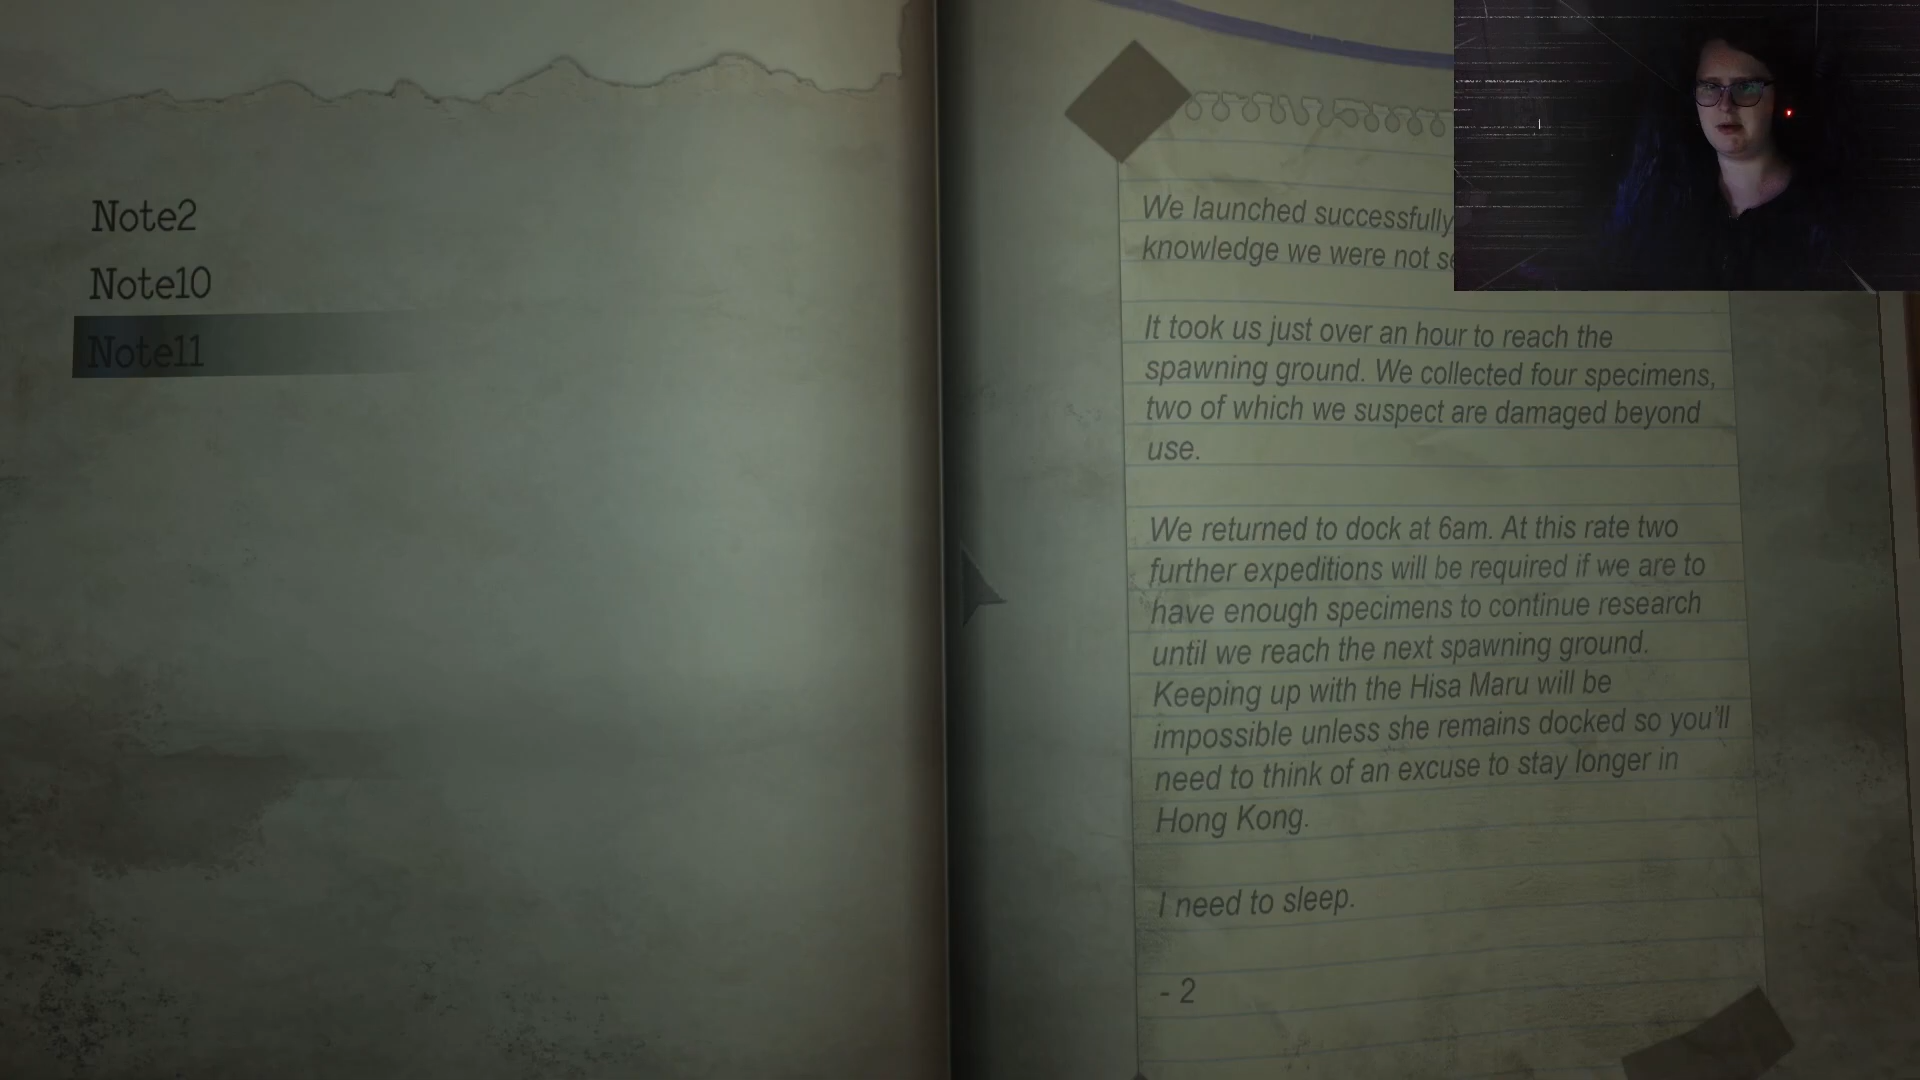 Note2
Note10
Note11
We launched successfully
knowledge we were not
It took us just over an hour to reach the
spawning ground. We collected four specimens,
two of which we suspect are damaged beyond
use.
We returned to dock at 6am. At this rate two
further expeditions will be required if we are to
have enough specimens to continue research
until we reach the next spawning ground.
Keeping up with the Hisa Maru will be
impossible unless she remains docked so you'll
need to think of an excuse to stay longer in
Hong Kong.
I need to sleep.
- 2